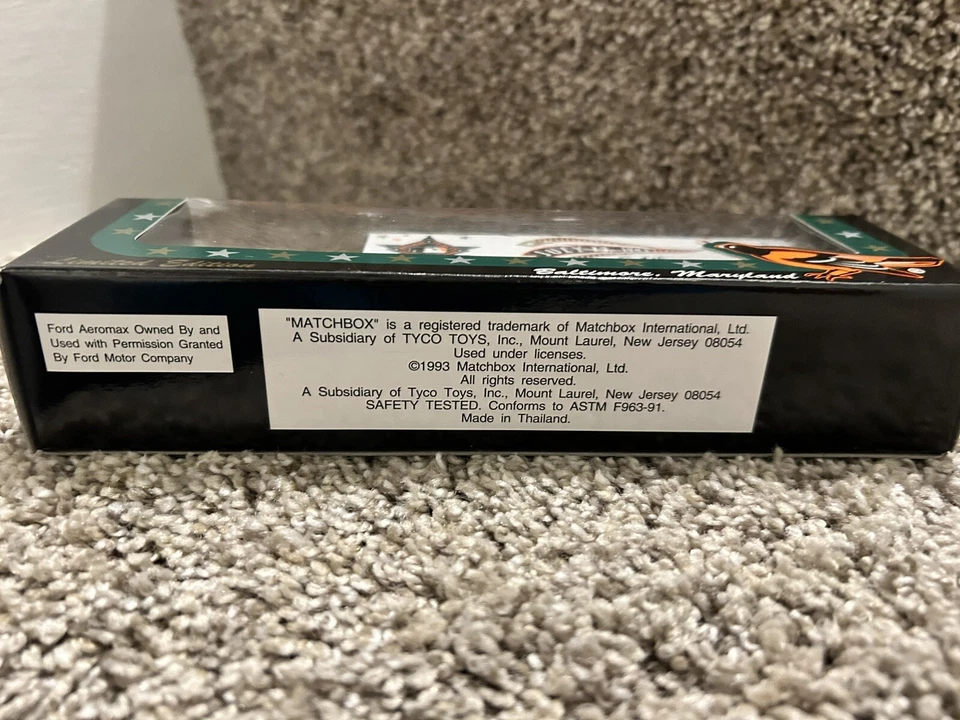 Limited Edition
Baltimore, Maryland
Ford Aeromax Owned By and
Used with Permission Granted
By Ford Motor Company
"MATCHBOX" is a registered trademark of Matchbox International, Ltd.
A Subsidiary of TYCO TOYS, Inc., Mount Laurel, New Jersey 08054
Used under licenses.
©1993 Matchbox International, Ltd.
All rights reserved.
A Subsidiary of Tyco Toys, Inc., Mount Laurel, New Jersey 08054
SAFETY TESTED. Conforms to ASTM F963-91.
Made in Thailand.